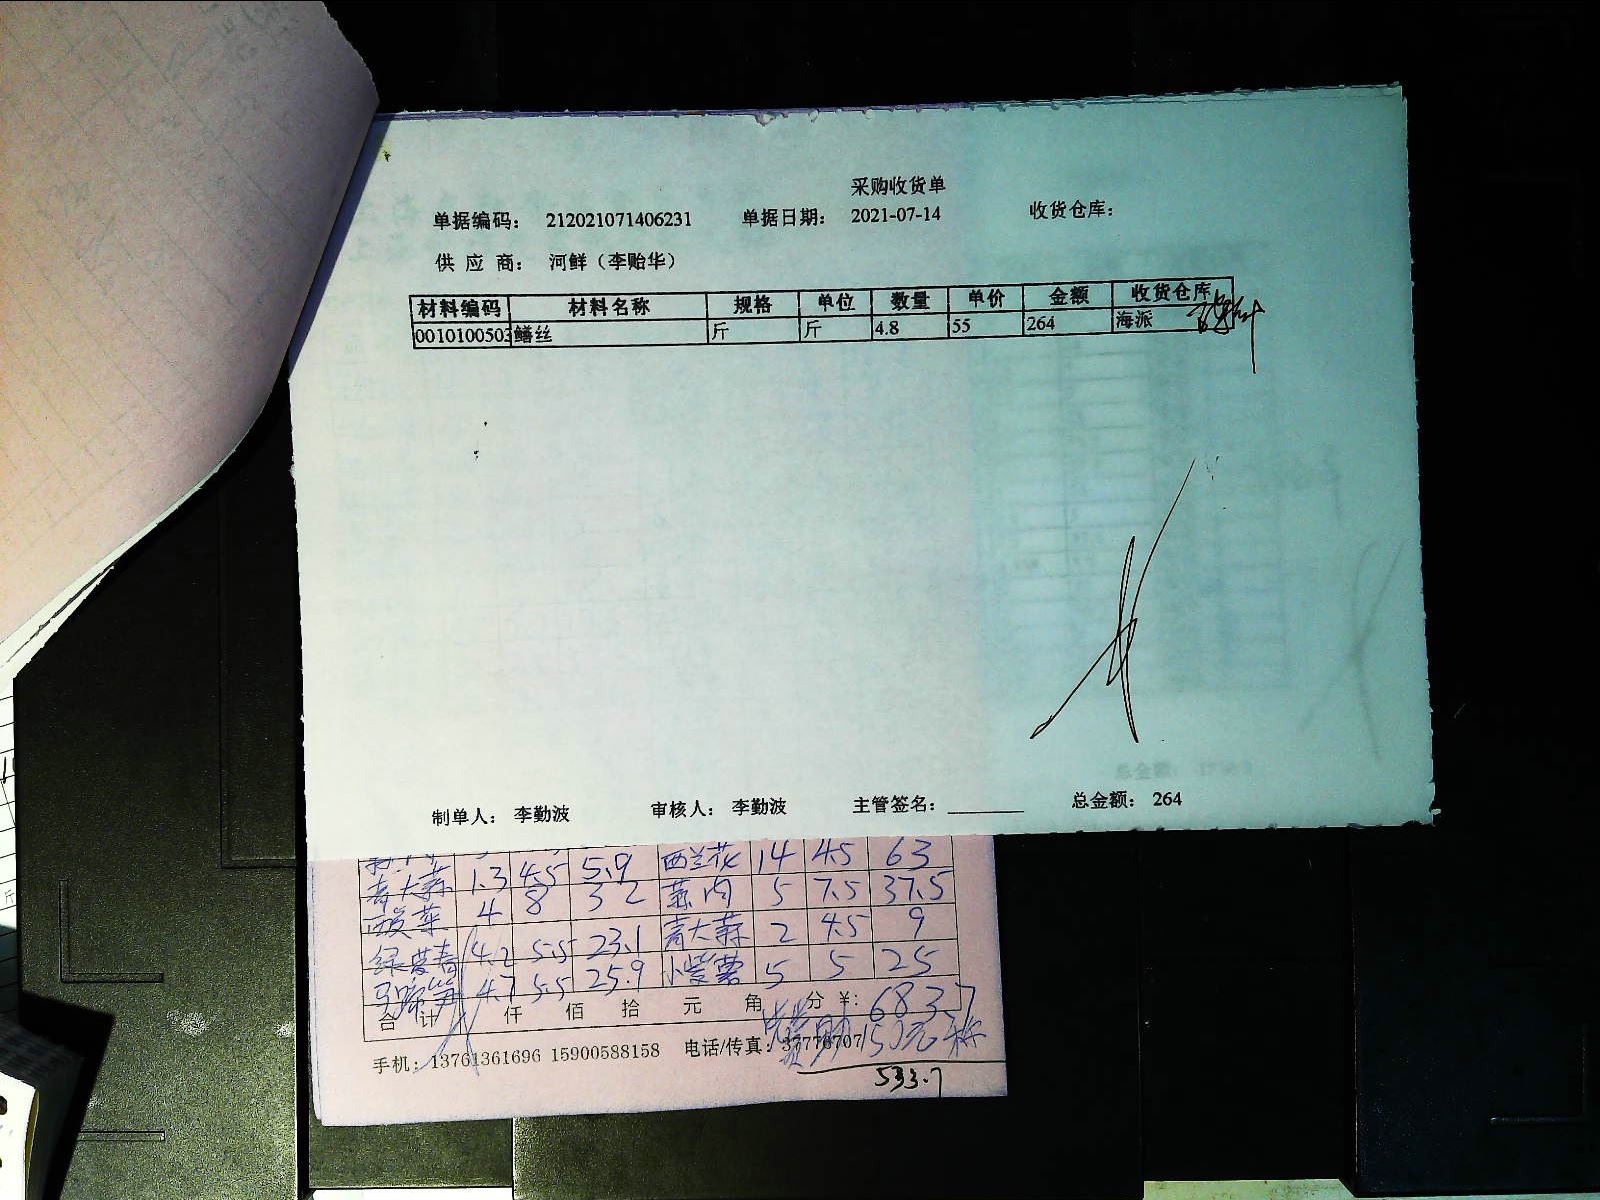 采购收货单
单据编码: 212021071406231 单据日期: 2021-07-14 收货仓库:
供 应 商: 河鲜(李贻华)
材料编码 材料名称 规格 单位 数量 单价 金额 收货仓库
0010100503 鳝丝 斤 斤 4.8 55 264 海派
制单人: 李勤波 审核人: 李勤波 主管签名: 总金额: 264
5.9 西兰花 14 4.5 63
青大蒜 1.3 4.5 5.9 蒜肉 5 7.5 37.5
4 8 32 青大蒜 2 4.5 9
4.2 5.5 23.1 小紫薯 5 5 25
4.7 5.5 25.9
合 计 仟 佰 拾 元 角 分 ¥: 683.7
手机: 13761361696 15900588158 电话/传真: 37776707 150元
533.7